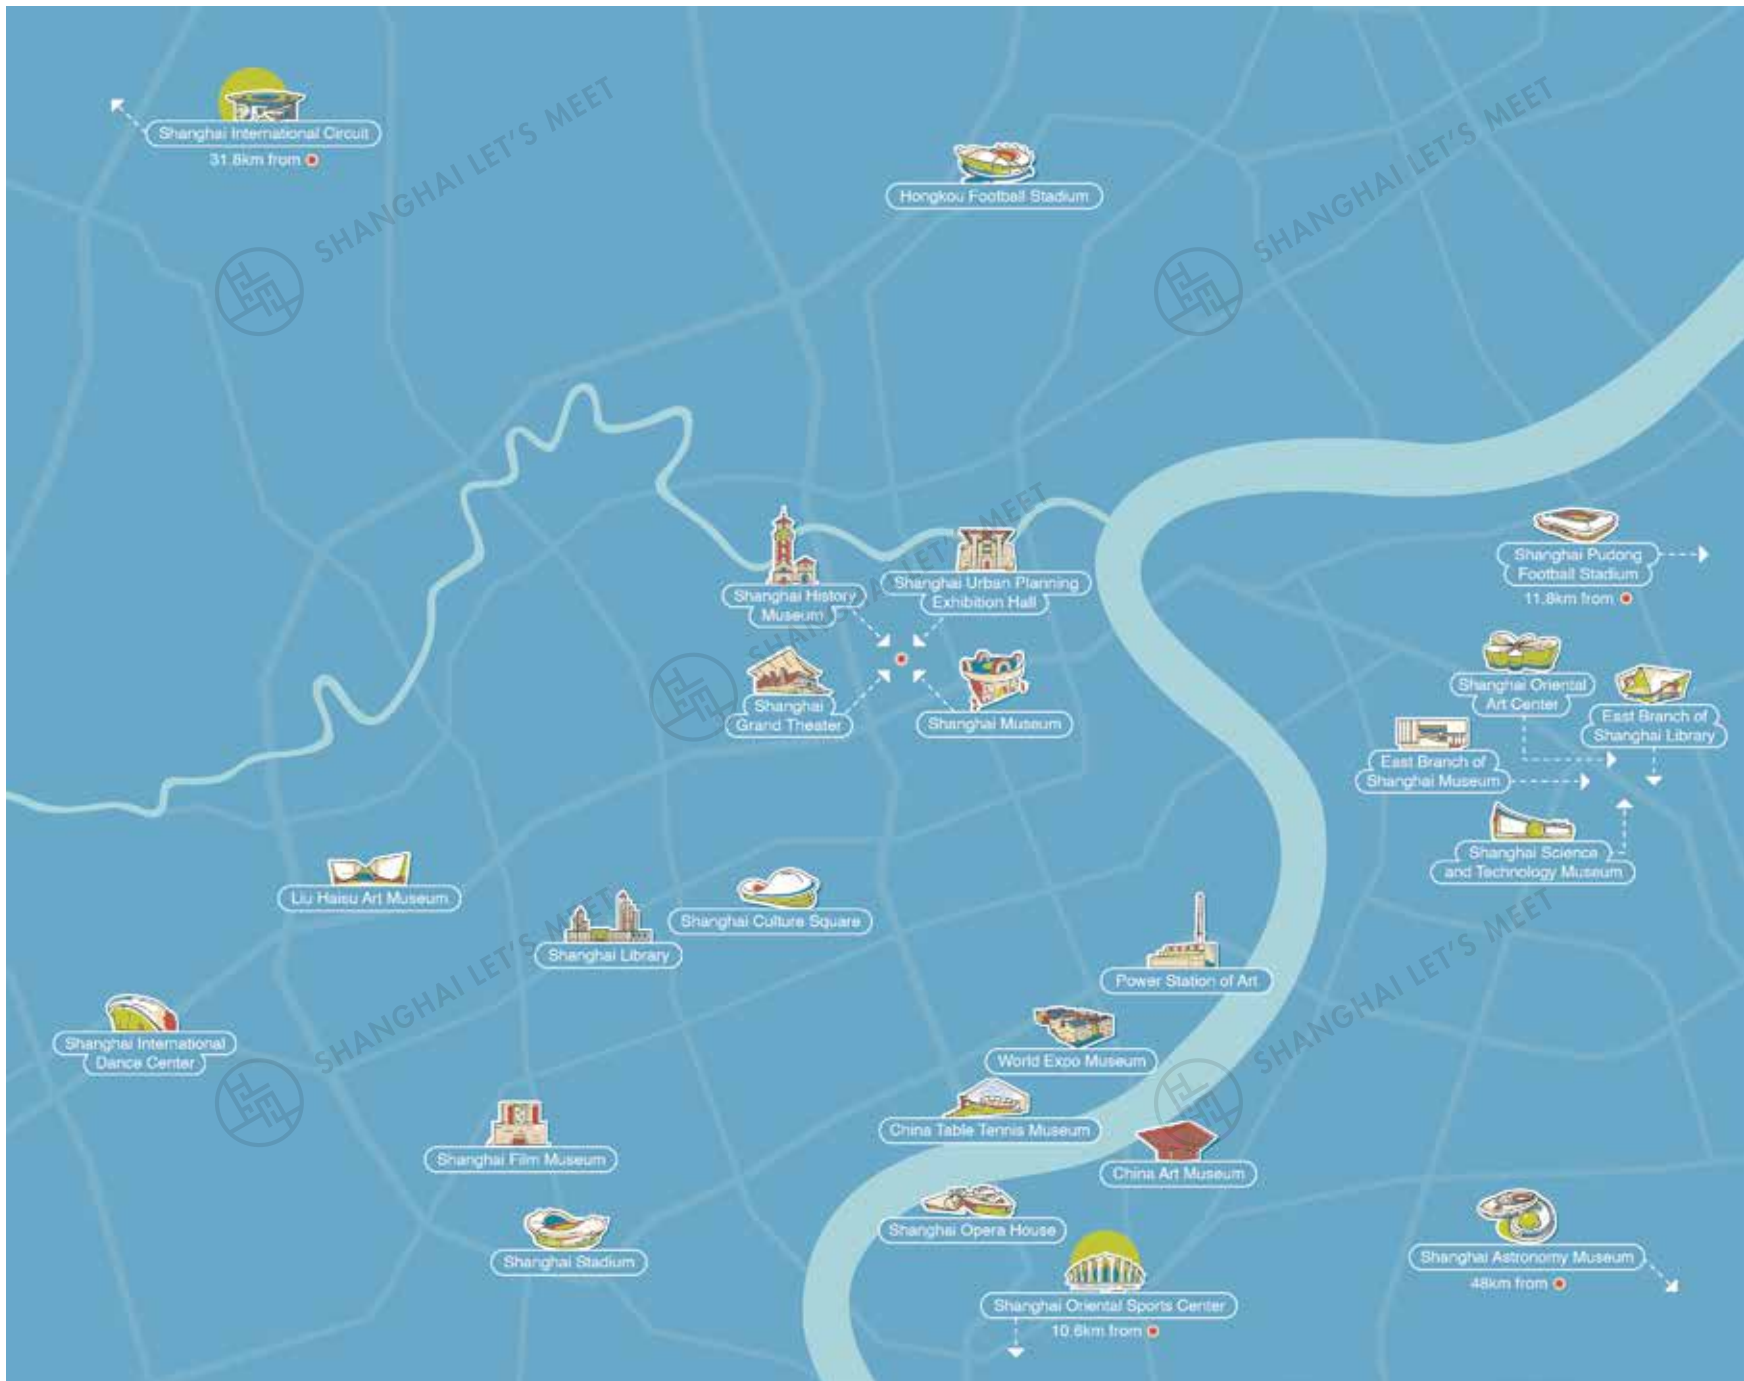 Shanghai International Circuit
31.8km from
SHANGHAI LET'S MEET
SHANGHAI LET'S MEET
Hongkou Football Stadium
Shanghai History
Museum
Shanghai Urban Planning
Exhibition Hall
SHANGHAI LET'S MEET
Shanghai
Grand Theater
Shanghai Museum
Shanghai Pudong
Football Stadium
11.8km from
Shanghai Oriental
Art Center
East Branch of
Shanghai Library
East Branch of
Shanghai Museum
Shanghai Science
and Technology Museum
Liu Haisu Art Museum
Shanghai Culture Square
Shanghai Library
SHANGHAI LET'S MEET
SHANGHAI LET'S MEET
Power Station of Art
Shanghai International
Dance Center
World Expo Museum
China Table Tennis Museum
Shanghai Film Museum
China Art Museum
Shanghai Opera House
Shanghai Stadium
Shanghai Astronomy Museum
48km from
Shanghai Oriental Sports Center
10.6km from